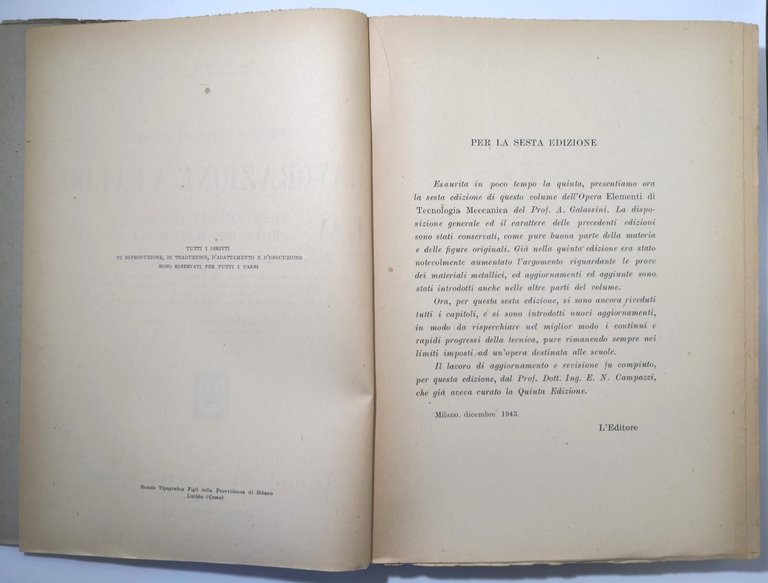 TUTTI I DIRITTI
DI RIPRODUZIONE, DI TRADUZIONE, D'ADATTAMENTO E D'ESECUZIONE
SONO RISERVATI PER TUTTI I PAESI
Scuola Tipografica Figli della Provvidenza di Milano
Lucino (Como)
PER LA SESTA EDIZIONE
Esaurita in poco tempo la quinta, presentiamo ora
la sesta edizione di questo volume dell'Opera Elementi di
Tecnologia Meccanica del Prof. A. Galassini. La dispo-
sizione generale ed il carattere delle precedenti edizioni
sono stati conservati, come pure buona parte della materia
e delle figure originali. Già nella quinta edizione era stato
notevolmente aumentato l'argomento riguardante le prove
dei materiali metallici, ed aggiornamenti ed aggiunte sono
stati introdotti anche nelle altre parti del volume.
Ora, per questa sesta edizione, si sono ancora riveduti
tutti i capitoli, e si sono introdotti nuovi aggiornamenti,
in modo da rispecchiare nel miglior modo i continui e
rapidi progressi della tecnica, pure rimanendo sempre nei
limiti imposti ad un'opera destinata alle scuole.
Il lavoro di aggiornamento e revisione fu compiuto,
per questa edizione, dal Prof. Dott. Ing. E. N. Campazzi,
che già aveva curato la Quinta Edizione.
Milano, dicembre 1943.
L'Editore